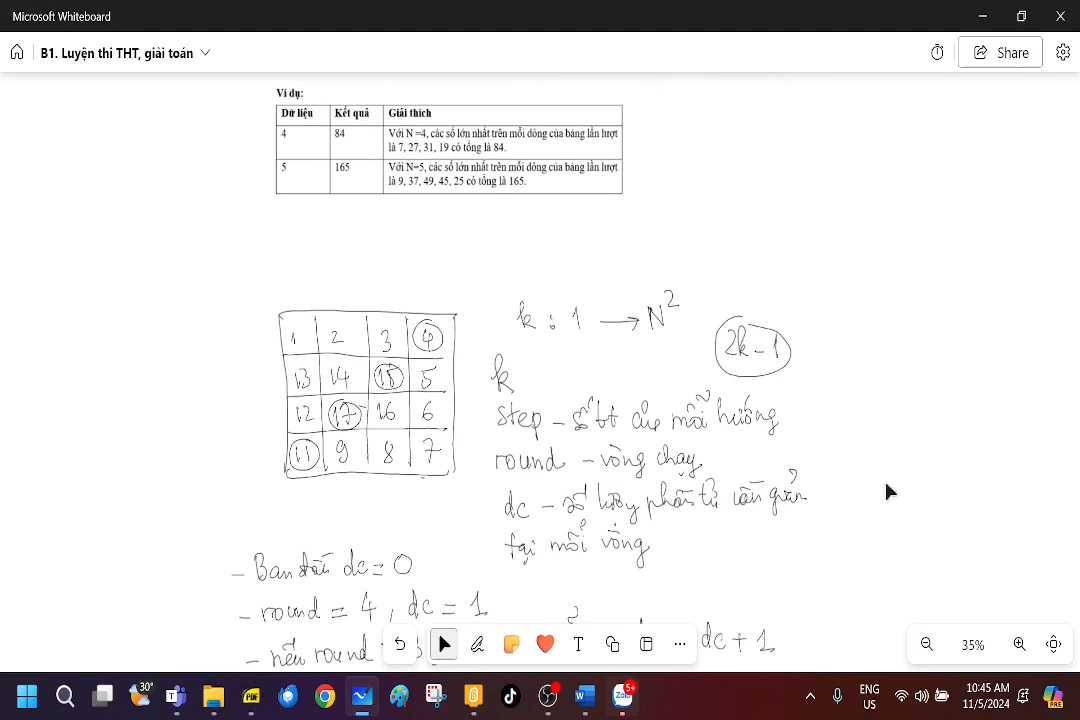 Microsoft Whiteboard
B1. Luyện thi THT, giải toán
Share
Ví dụ:
Dữ liệu Kết quả Giải thích
4 84 Với N =4, các số lớn nhất trên mỗi dòng của bảng lần lượt
là 7, 27, 31, 19 có tổng là 84.
5 165 Với N=5, các số lớn nhất trên mỗi dòng của bảng lần lượt
là 9, 37, 49, 45, 25 có tổng là 165.
k : 1 → N²
2k - 1
1 2 3 4
13 14 15 5
12 17 16 6
11 9 8 7
k
step - số tt của mỗi hướng
round - vòng chạy
dc - số lượng phần tử cần giảm
tại mỗi vòng
- Ban đầu dc = 0
- round = 4, dc = 1
- nếu round
dc + 1
T
35%
30°
PDF
5+
ENG
US
10:45 AM
11/5/2024
PRE